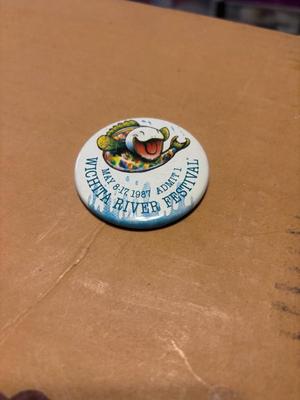 MAY 8-17, 1987 ADMIT 1
WICHITA RIVER FESTIVAL